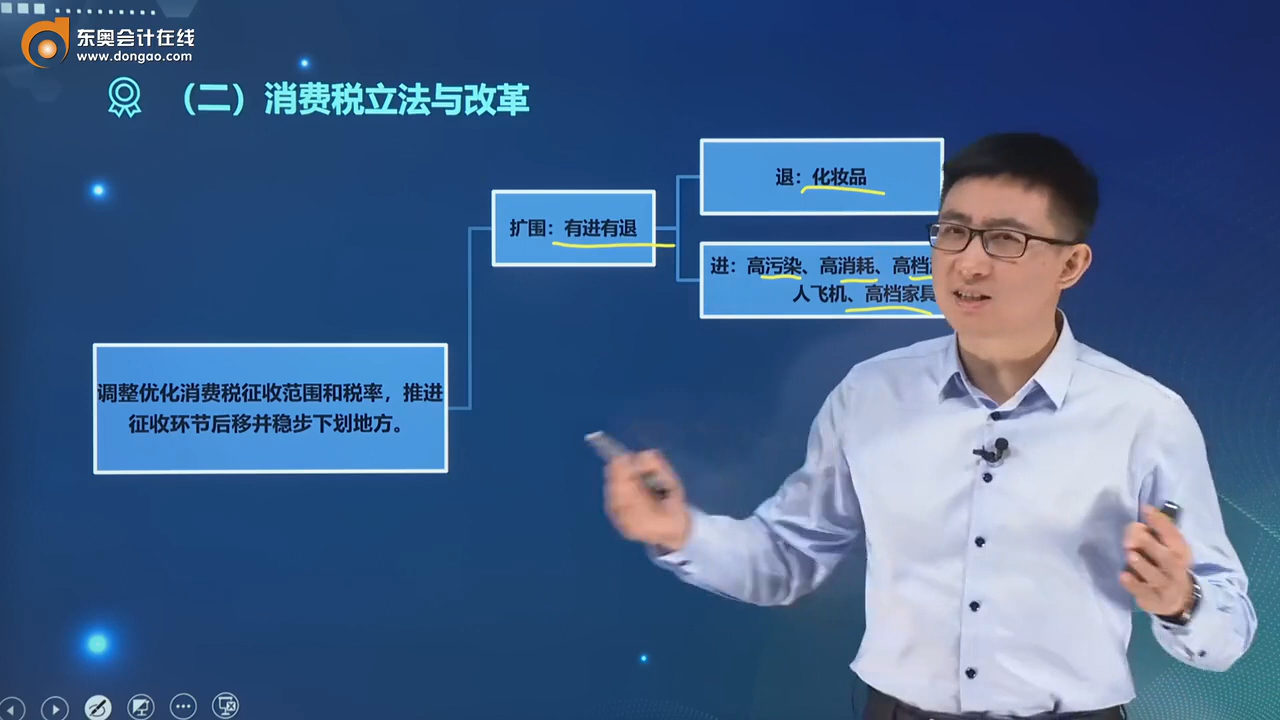 东奥会计在线
www.dongao.com
（二）消费税立法与改革
退：化妆品
扩围：有进有退
进：高污染、高消耗、高档
人飞机、高档家具
调整优化消费税征收范围和税率，推进
征收环节后移并稳步下划地方。